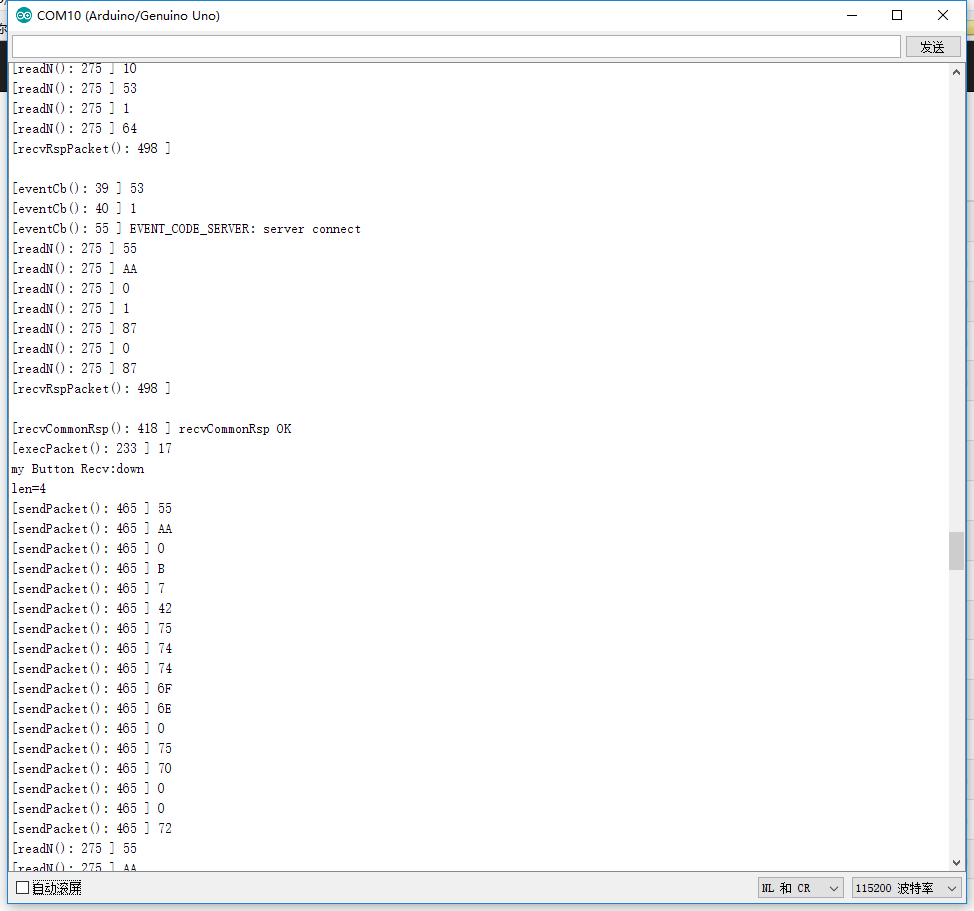 COM10 (Arduino/Genuino Uno)
发送
[readN(): 275 ] 10
[readN(): 275 ] 53
[readN(): 275 ] 1
[readN(): 275 ] 64
[recvRspPacket(): 498 ]
[eventCb(): 39 ] 53
[eventCb(): 40 ] 1
[eventCb(): 55 ] EVENT_CODE_SERVER: server connect
[readN(): 275 ] 55
[readN(): 275 ] AA
[readN(): 275 ] 0
[readN(): 275 ] 1
[readN(): 275 ] 87
[readN(): 275 ] 0
[readN(): 275 ] 87
[recvRspPacket(): 498 ]
[recvCommonRsp(): 418 ] recvCommonRsp OK
[execPacket(): 233 ] 17
my Button Recv:down
len=4
[sendPacket(): 465 ] 55
[sendPacket(): 465 ] AA
[sendPacket(): 465 ] 0
[sendPacket(): 465 ] B
[sendPacket(): 465 ] 7
[sendPacket(): 465 ] 42
[sendPacket(): 465 ] 75
[sendPacket(): 465 ] 74
[sendPacket(): 465 ] 74
[sendPacket(): 465 ] 6F
[sendPacket(): 465 ] 6E
[sendPacket(): 465 ] 0
[sendPacket(): 465 ] 75
[sendPacket(): 465 ] 70
[sendPacket(): 465 ] 0
[sendPacket(): 465 ] 0
[sendPacket(): 465 ] 72
[readN(): 275 ] 55
[readN(): 275 ] AA
自动滚屏
NL 和 CR
115200 波特率